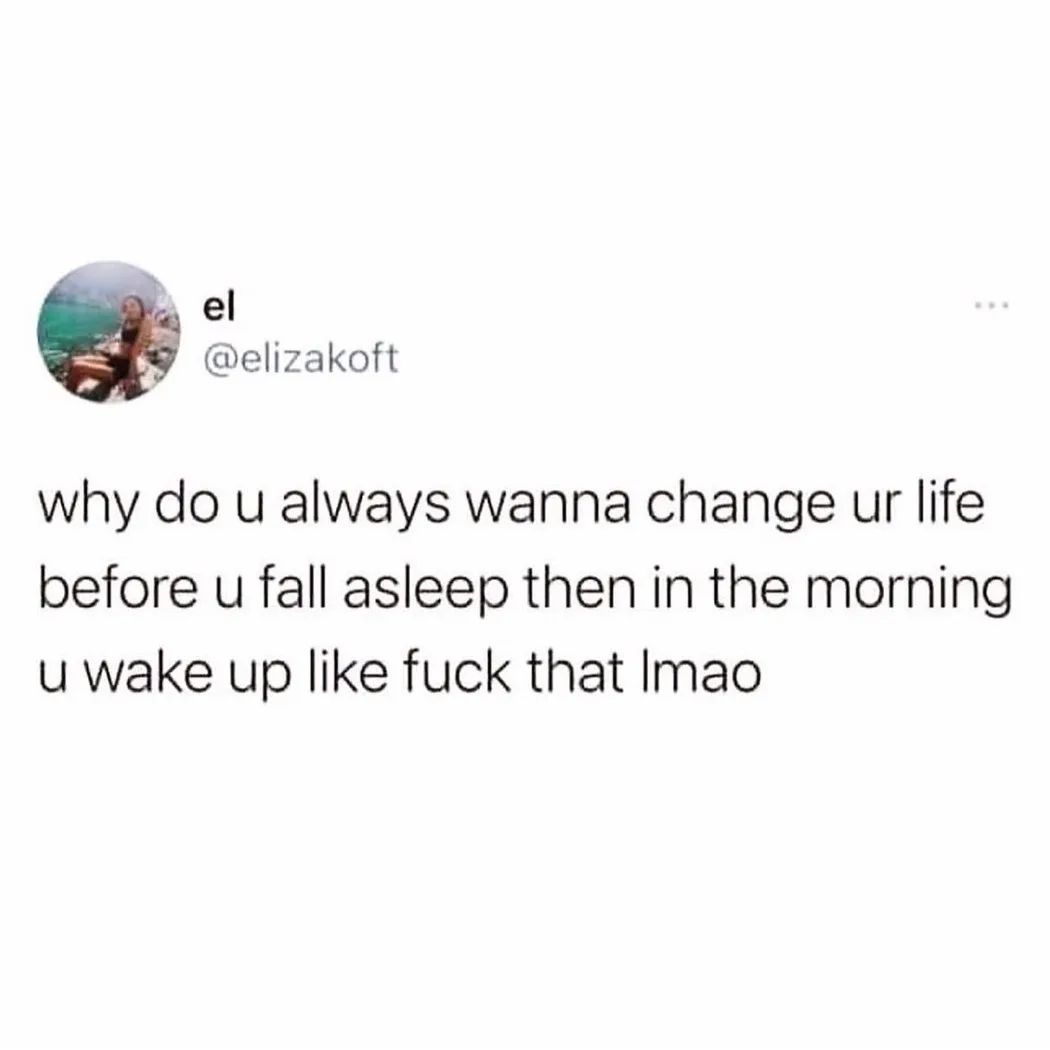 el
@elizakoft
why do u always wanna change ur life
before u fall asleep then in the morning
u wake up like fuck that lmao